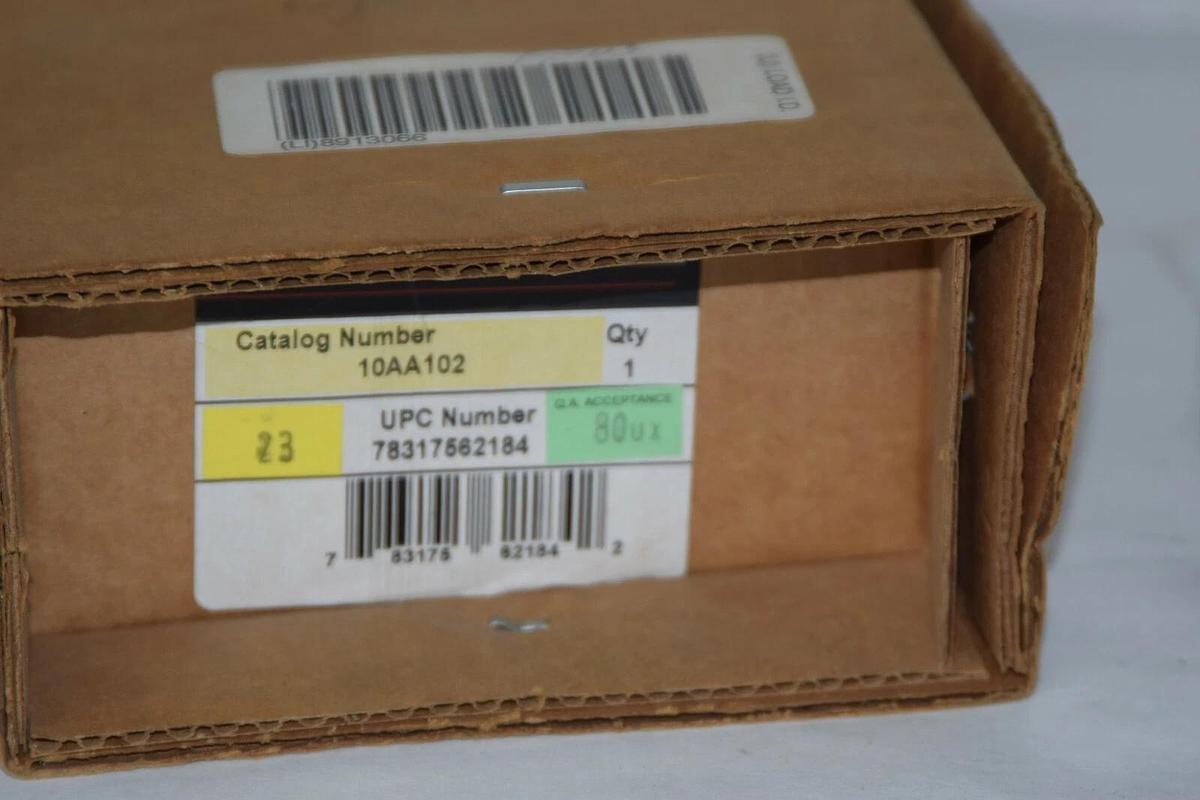 (LI)8913066
Catalog Number
10AA102
Qty
1
23
UPC Number
78317562184
Q.A. ACCEPTANCE
80UX
7 83175 62184 2